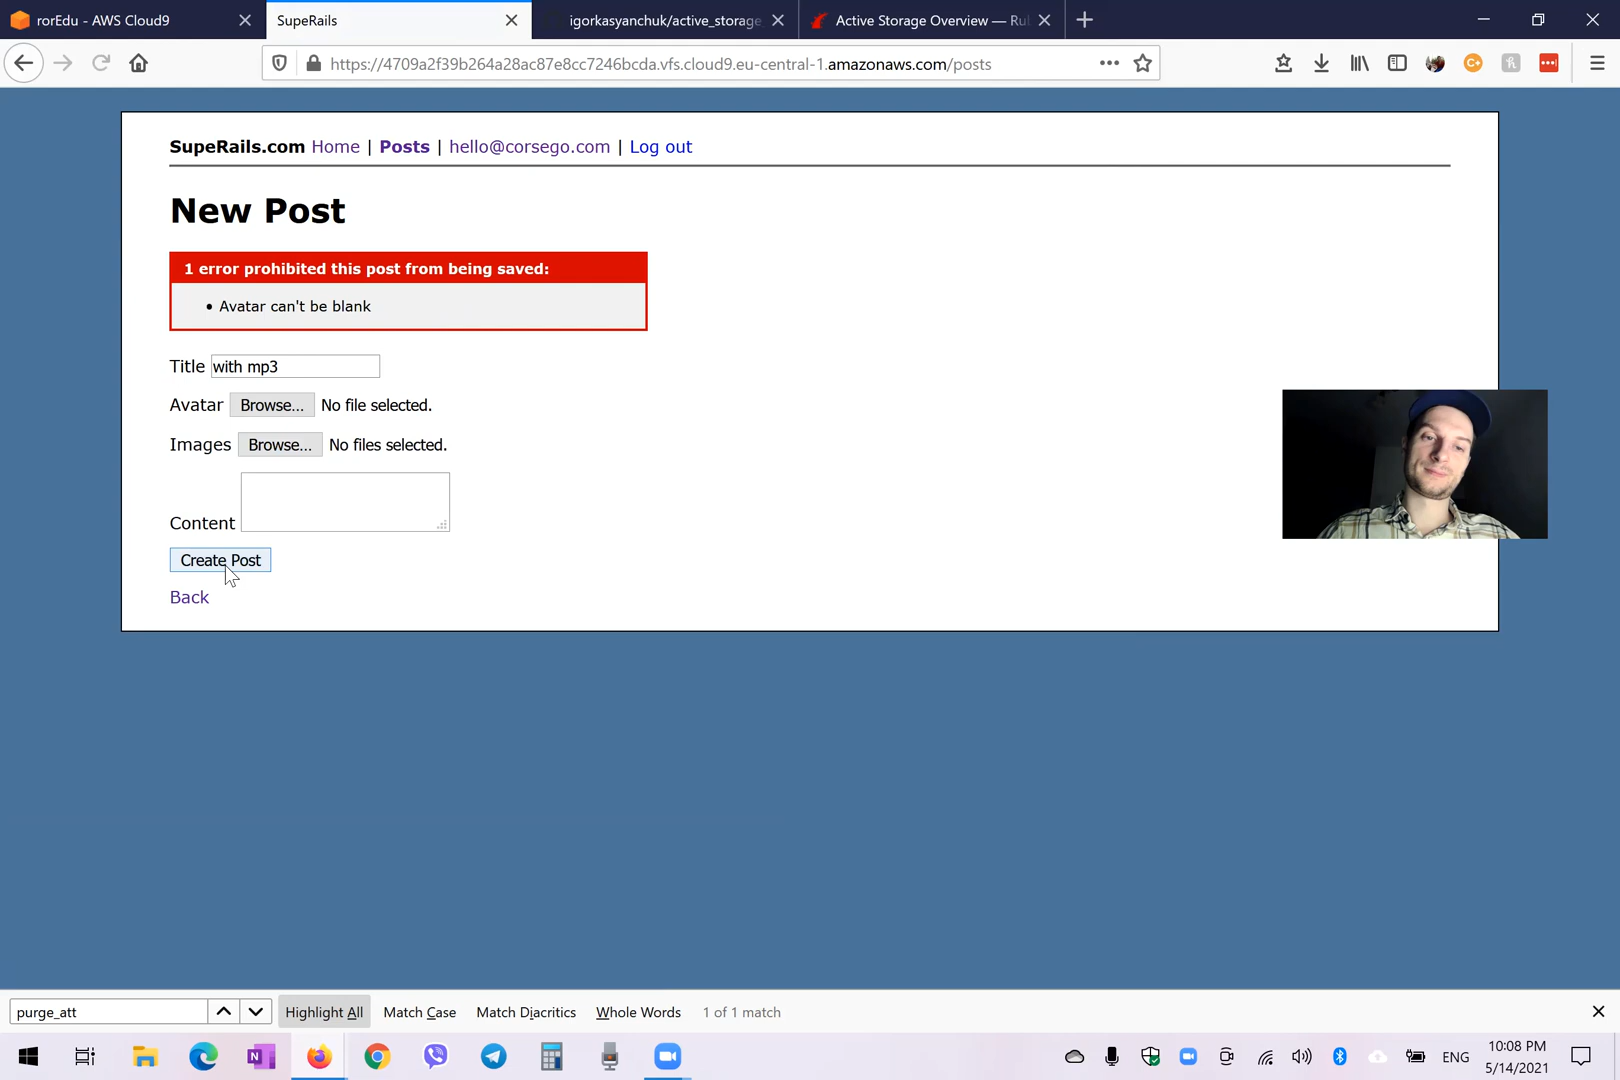 rorEdu - AWS Cloud9
SupeRails
igorkasyanchuk/active_storage_
Active Storage Overview — Ru
https://4709a2f39b264a28ac87e8cc7246bcda.vfs.cloud9.eu-central-1.amazonaws.com/posts
SupeRails.com Home | Posts | hello@corsego.com | Log out
New Post
1 error prohibited this post from being saved:
• Avatar can't be blank
Title with mp3
Avatar Browse... No file selected.
Images Browse... No files selected.
Content
Create Post
Back
purge_att Highlight All Match Case Match Diacritics Whole Words 1 of 1 match
ENG
10:08 PM
5/14/2021